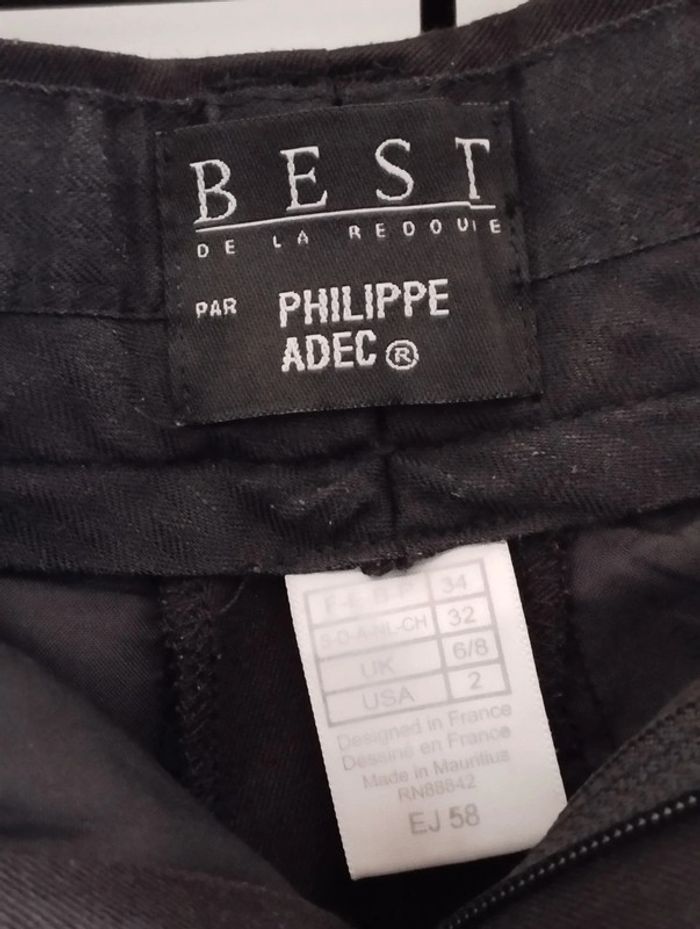 BEST
DE LA REDOUTE
PAR PHILIPPE
ADEC ®
F-E-B-P 34
S-D-A-NL-CH 32
UK 6/8
USA 2
Designed in France
Dessiné en France
Made in Mauritius
RN88842
EJ 58